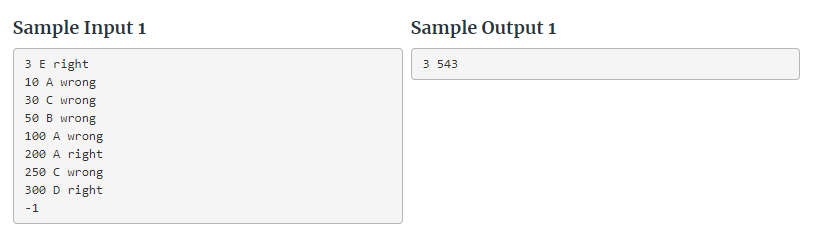 Sample Input 1
3 E right
10 A wrong
30 C wrong
50 B wrong
100 A wrong
200 A right
250 C wrong
300 D right
-1
Sample Output 1
3 543